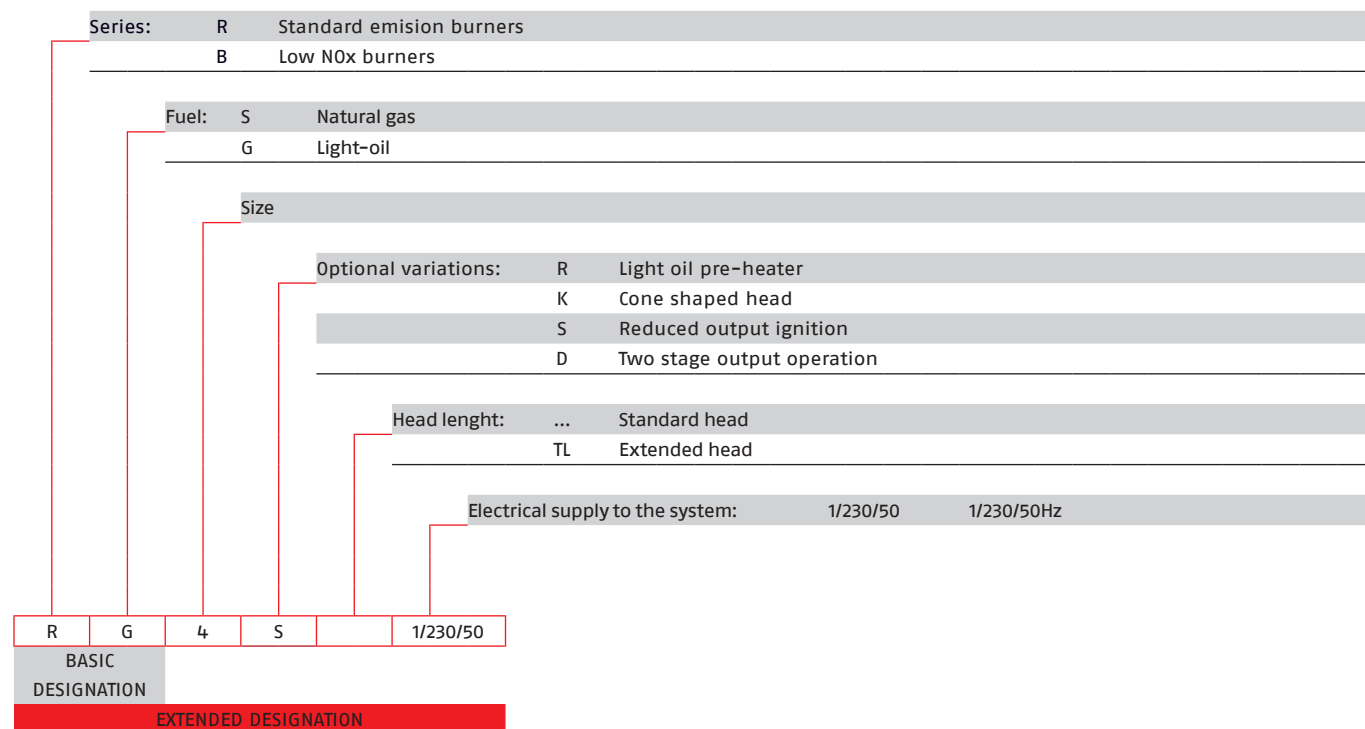 Series: R Standard emision burners
B Low NOx burners
Fuel: S Natural gas
G Light-oil
Size
Optional variations: R Light oil pre-heater
K Cone shaped head
S Reduced output ignition
D Two stage output operation
Head lenght: ... Standard head
TL Extended head
Electrical supply to the system: 1/230/50 1/230/50Hz
R G 4 S 1/230/50
BASIC
DESIGNATION
EXTENDED DESIGNATION